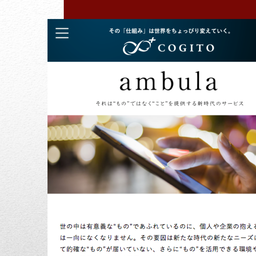 その「仕組み」は世界をちょっぴり変えていく。
COGITO
ambula
それは"もの"ではなく"こと"を提供する新時代のサービス
世の中は有意義な"もの"であふれているのに、個人や企業の抱える
は一向になくなりません。その要因は新たな時代の新たなニーズに
て的確な"もの"が届いていない、さらに"もの"を活用できる環境や